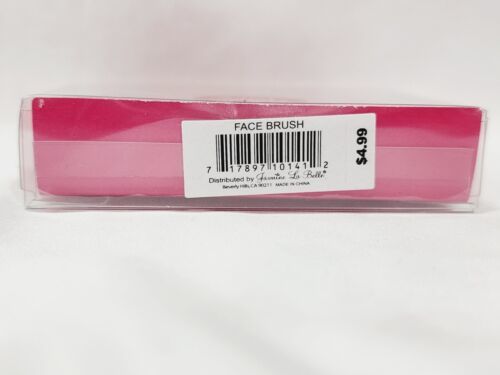 FACE BRUSH
7 17897 10141 2
$4.99
Distributed by Jasmine La Belle®
Beverly Hills, CA 90211 MADE IN CHINA